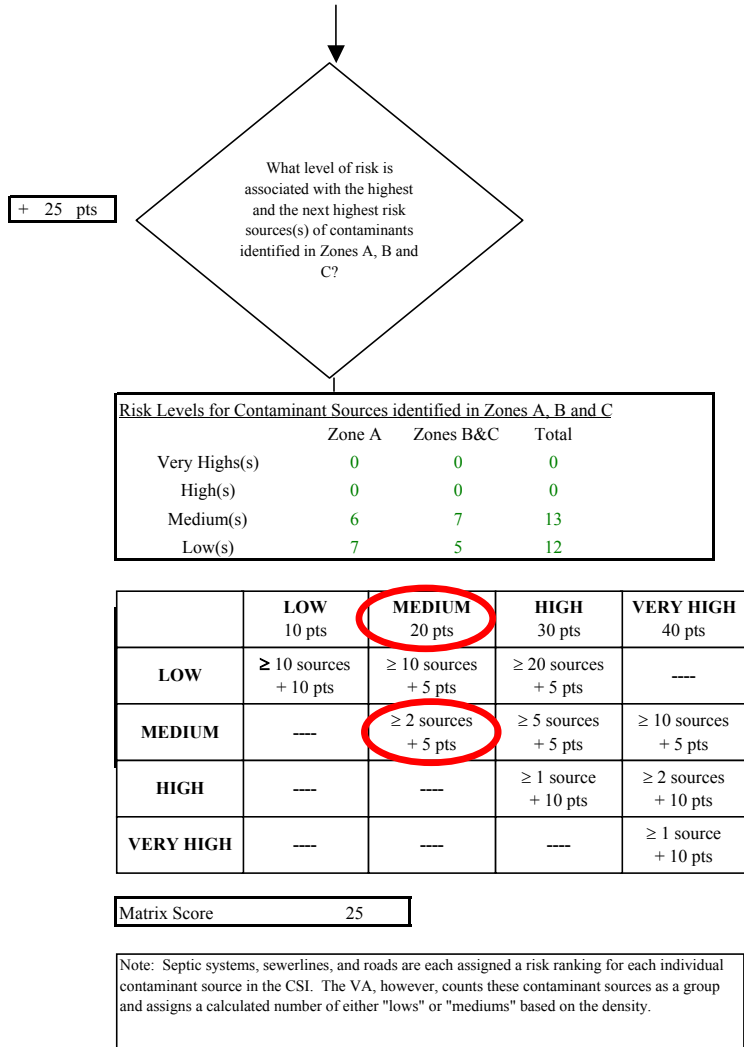 What level of risk is
associated with the highest
and the next highest risk
sources(s) of contaminants
identified in Zones A, B and
C?
+ 25 pts
Risk Levels for Contaminant Sources identified in Zones A, B and C
Zone A Zones B&C Total
Very Highs(s) 0 0 0
High(s) 0 0 0
Medium(s) 6 7 13
Low(s) 7 5 12
LOW MEDIUM HIGH VERY HIGH
10 pts 20 pts 30 pts 40 pts
LOW ≥ 10 sources ≥ 10 sources ≥ 20 sources ----
+ 10 pts + 5 pts + 5 pts
MEDIUM ---- ≥ 2 sources ≥ 5 sources ≥ 10 sources
+ 5 pts + 5 pts + 5 pts
HIGH ---- ---- ≥ 1 source ≥ 2 sources
+ 10 pts + 10 pts
VERY HIGH ---- ---- ---- ≥ 1 source
+ 10 pts
Matrix Score 25
Note: Septic systems, sewerlines, and roads are each assigned a risk ranking for each individual
contaminant source in the CSI. The VA, however, counts these contaminant sources as a group
and assigns a calculated number of either "lows" or "mediums" based on the density.